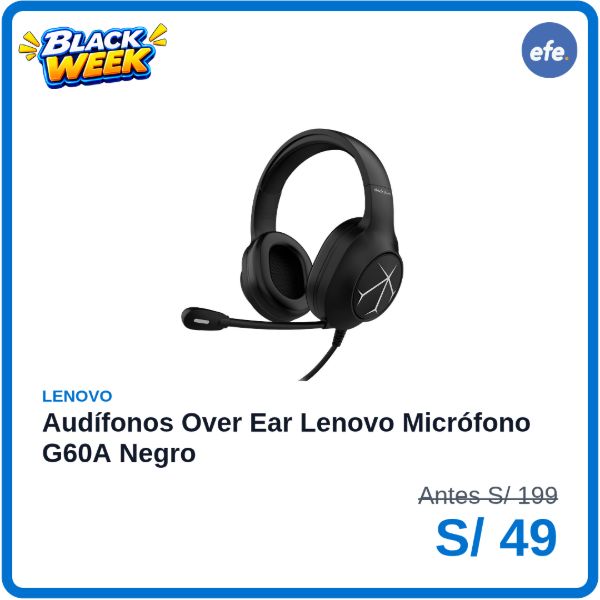 BLACK
WEEK
efe.
LENOVO
Audífonos Over Ear Lenovo Micrófono
G60A Negro
Antes S/ 199
S/ 49